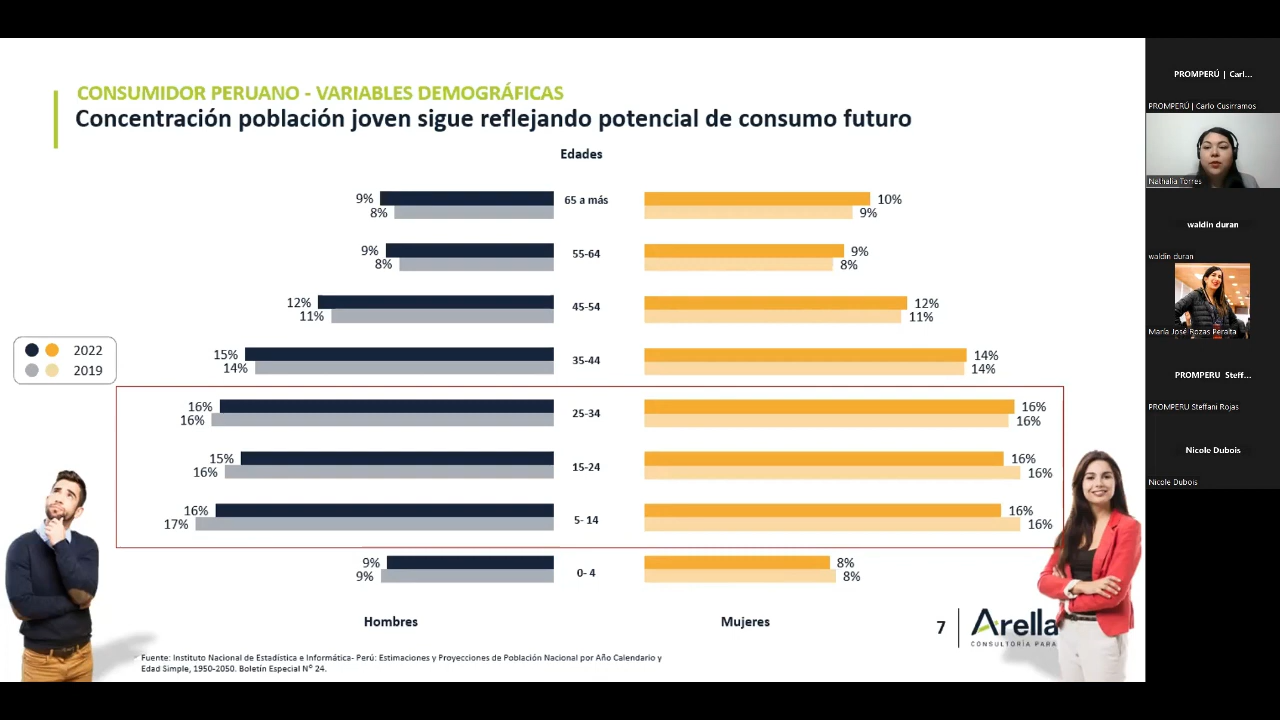 CONSUMIDOR PERUANO - VARIABLES DEMOGRÁFICAS
Concentración población joven sigue reflejando potencial de consumo futuro
Edades
9%
8%
65 a más
10%
9%
9%
8%
55-64
9%
8%
12%
11%
45-54
12%
11%
15%
14%
35-44
14%
14%
2022
2019
16%
16%
25-34
16%
16%
15%
16%
15-24
16%
16%
16%
17%
5- 14
16%
16%
9%
9%
0- 4
8%
8%
Hombres
Mujeres
7
Arella
CONSULTORÍA PARA
Fuente: Instituto Nacional de Estadística e Informática- Perú: Estimaciones y Proyecciones de Población Nacional por Año Calendario y
Edad Simple, 1950-2050. Boletín Especial N° 24.
PROMPERÚ | Carl...
PROMPERÚ | Carlo Cusirramos
Nathalia Torres
waldin duran
waldin duran
María José Rozas Peralta
PROMPERU Steff...
PROMPERU Steffani Rojas
Nicole Dubois
Nicole Dubois